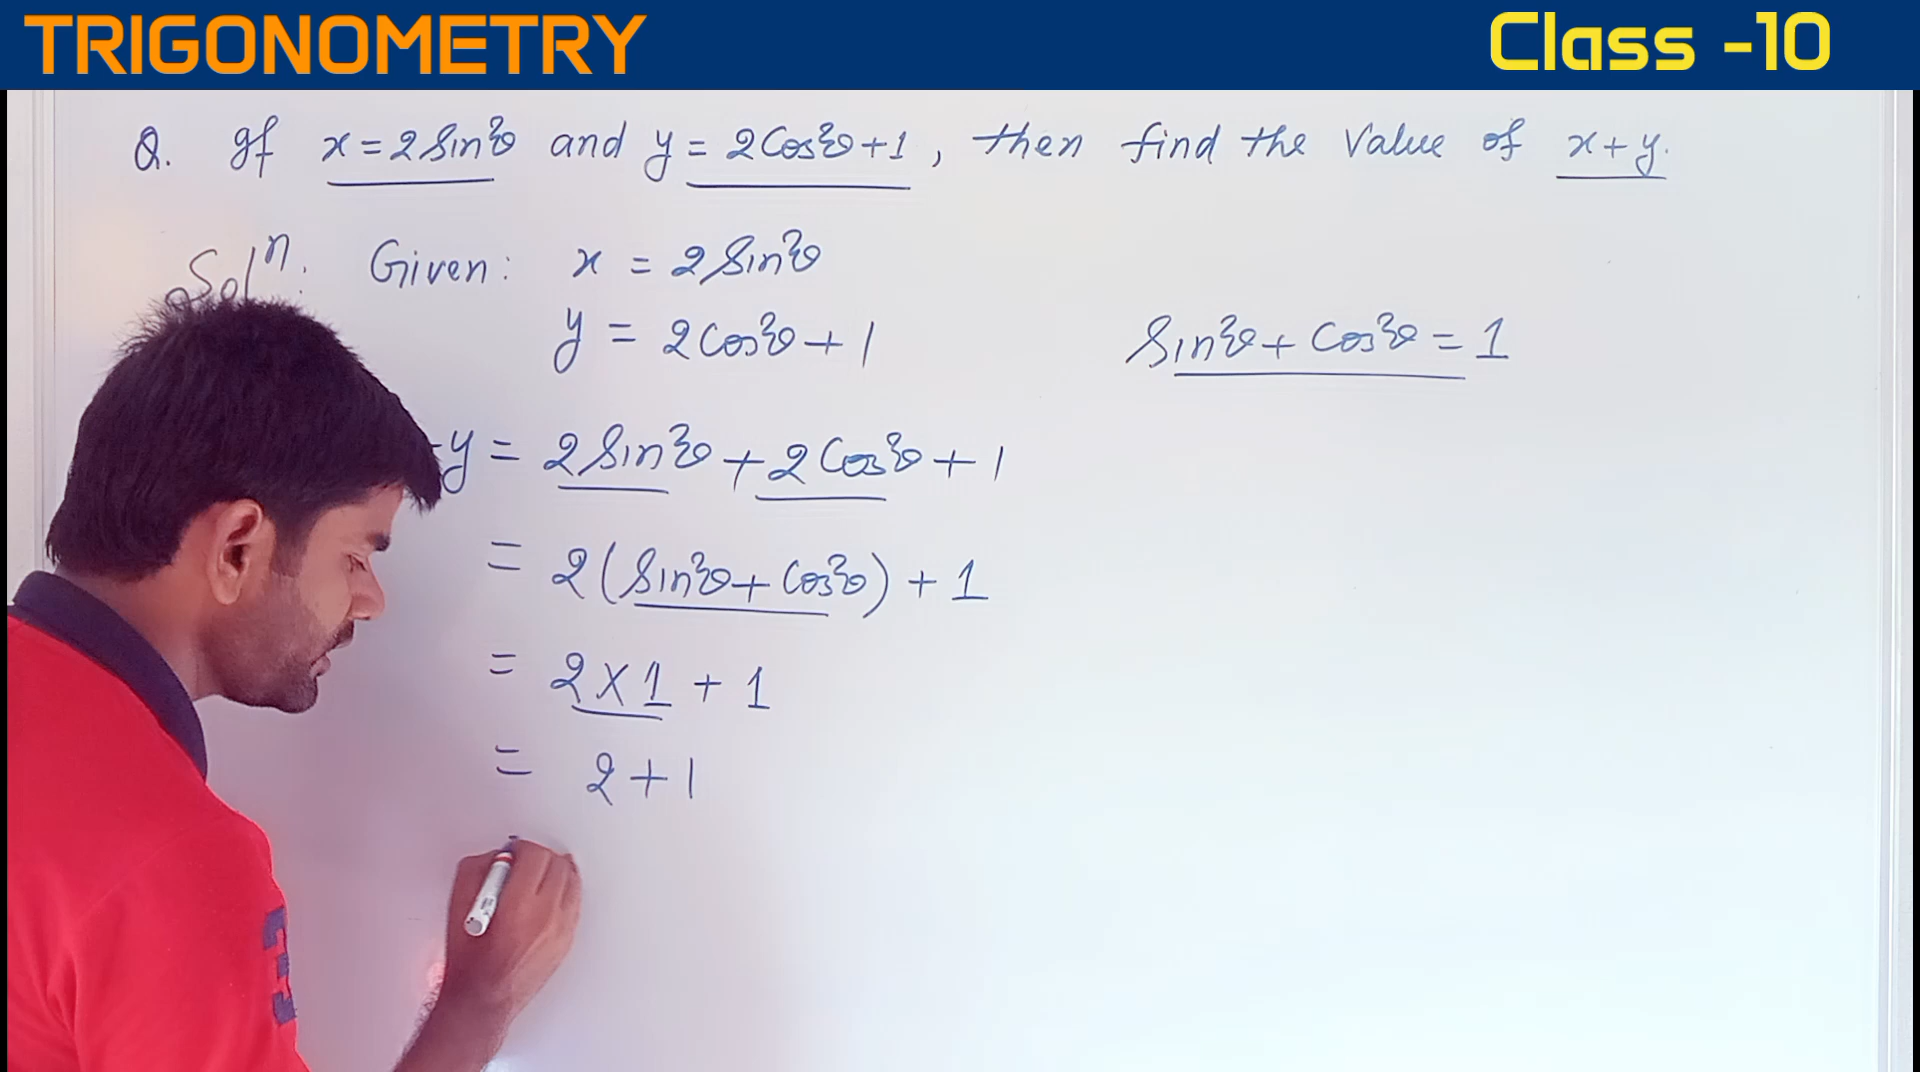 TRIGONOMETRY
Class -10
Q. If x = 2 Sin²θ and y = 2 Cos²θ + 1, then find the Value of x + y.
Solⁿ: Given: x = 2 Sin²θ
y = 2 Cos²θ + 1
Sin²θ + Cos²θ = 1
y = 2 Sin²θ + 2 Cos²θ + 1
= 2 (Sin²θ + Cos²θ) + 1
= 2 X 1 + 1
= 2 + 1
3